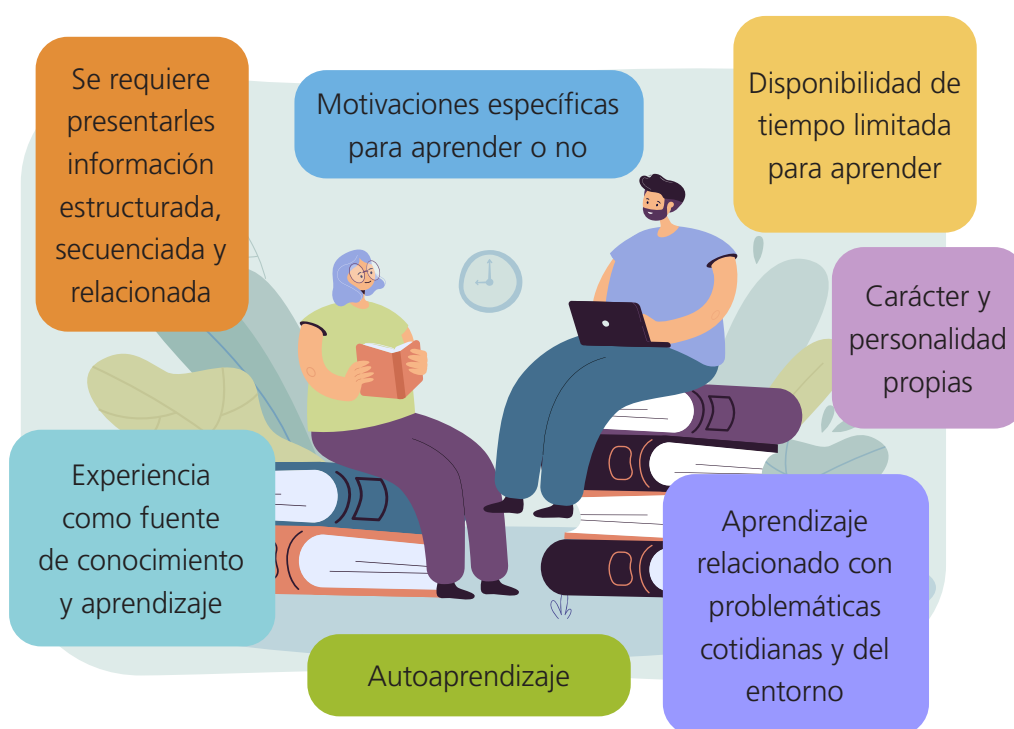 Se requiere
presentarles
información
estructurada,
secuenciada y
relacionada
Motivaciones específicas
para aprender o no
Disponibilidad de
tiempo limitada
para aprender
Carácter y
personalidad
propias
Experiencia
como fuente
de conocimiento
y aprendizaje
Aprendizaje
relacionado con
problemáticas
cotidianas y del
entorno
Autoaprendizaje